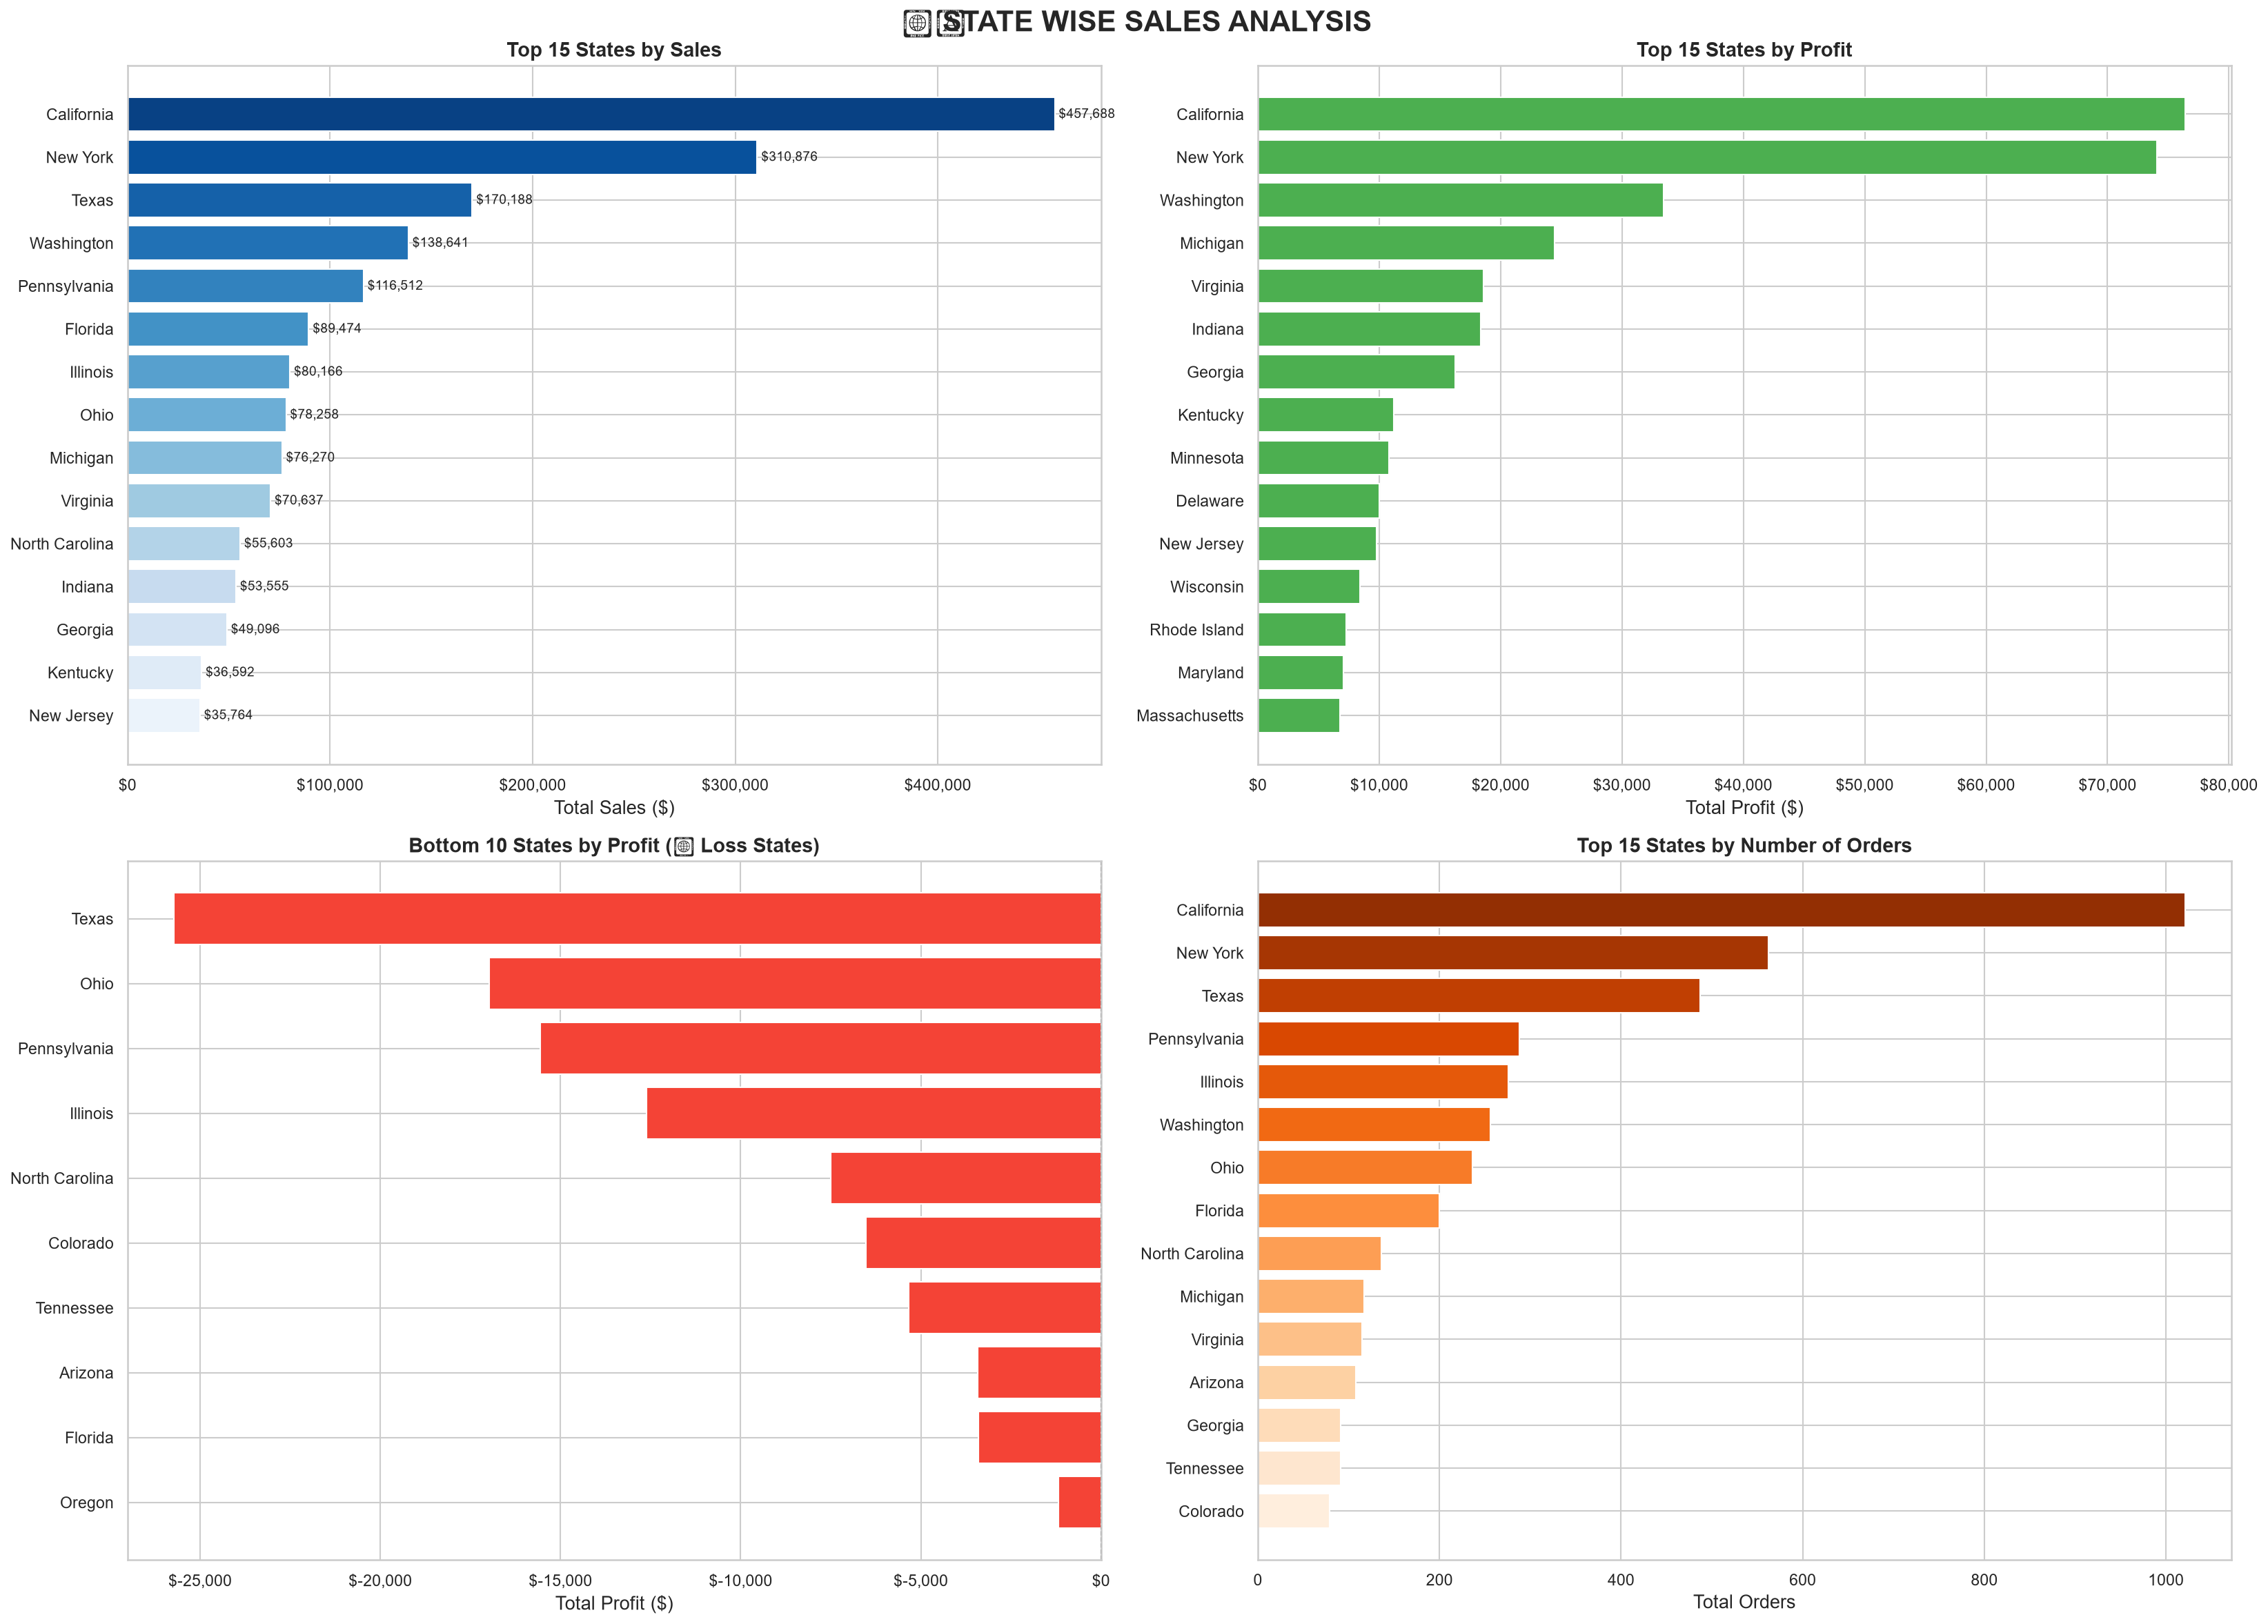 STATE WISE SALES ANALYSIS
Top 15 States by Sales
California $457,688
New York $310,876
Texas $170,188
Washington $138,641
Pennsylvania $116,512
Florida $89,474
Illinois $80,166
Ohio $78,258
Michigan $76,270
Virginia $70,637
North Carolina $55,603
Indiana $53,555
Georgia $49,096
Kentucky $36,592
New Jersey $35,764
$0 $100,000 $200,000 $300,000 $400,000
Total Sales ($)
Top 15 States by Profit
California
New York
Washington
Michigan
Virginia
Indiana
Georgia
Kentucky
Minnesota
Delaware
New Jersey
Wisconsin
Rhode Island
Maryland
Massachusetts
$0 $10,000 $20,000 $30,000 $40,000 $50,000 $60,000 $70,000 $80,000
Total Profit ($)
Bottom 10 States by Profit ( Loss States)
Texas
Ohio
Pennsylvania
Illinois
North Carolina
Colorado
Tennessee
Arizona
Florida
Oregon
$-25,000 $-20,000 $-15,000 $-10,000 $-5,000 $0
Total Profit ($)
Top 15 States by Number of Orders
California
New York
Texas
Pennsylvania
Illinois
Washington
Ohio
Florida
North Carolina
Michigan
Virginia
Arizona
Georgia
Tennessee
Colorado
0 200 400 600 800 1000
Total Orders